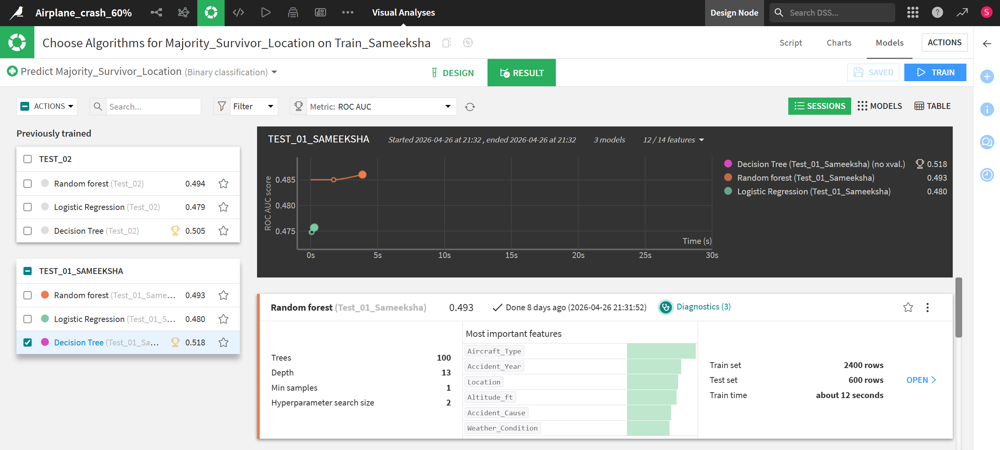 Airplane_crash_60%
Visual Analyses
Design Node
Search DSS...
?
S
Choose Algorithms for Majority_Survivor_Location on Train_Sameeksha
Script
Charts
Models
ACTIONS
Predict Majority_Survivor_Location (Binary classification)
DESIGN
RESULT
SAVED
TRAIN
ACTIONS
Search...
Filter
Metric: ROC AUC
SESSIONS
MODELS
TABLE
Previously trained
TEST_02
Random forest (Test_02) 0.494
Logistic Regression (Test_02) 0.479
Decision Tree (Test_02) 0.505
TEST_01_SAMEEKSHA
Random forest (Test_01_Same... 0.493
Logistic Regression (Test_01_S... 0.480
Decision Tree (Test_01_Sa... 0.518
TEST_01_SAMEEKSHA
Started 2026-04-26 at 21:32 , ended 2026-04-26 at 21:32
3 models
12 / 14 features
ROC AUC score
0.485
0.480
0.475
Time (s)
0s 5s 10s 15s 20s 25s 30s
Decision Tree (Test_01_Sameeksha) (no xval.) 0.518
Random forest (Test_01_Sameeksha) 0.493
Logistic Regression (Test_01_Sameeksha) 0.480
Random forest (Test_01_Sameeksha)
0.493
Done 8 days ago (2026-04-26 21:31:52)
Diagnostics (3)
Trees 100
Depth 13
Min samples 1
Hyperparameter search size 2
Most important features
Aircraft_Type
Accident_Year
Location
Altitude_ft
Accident_Cause
Weather_Condition
Train set 2400 rows
Test set 600 rows
Train time about 12 seconds
OPEN